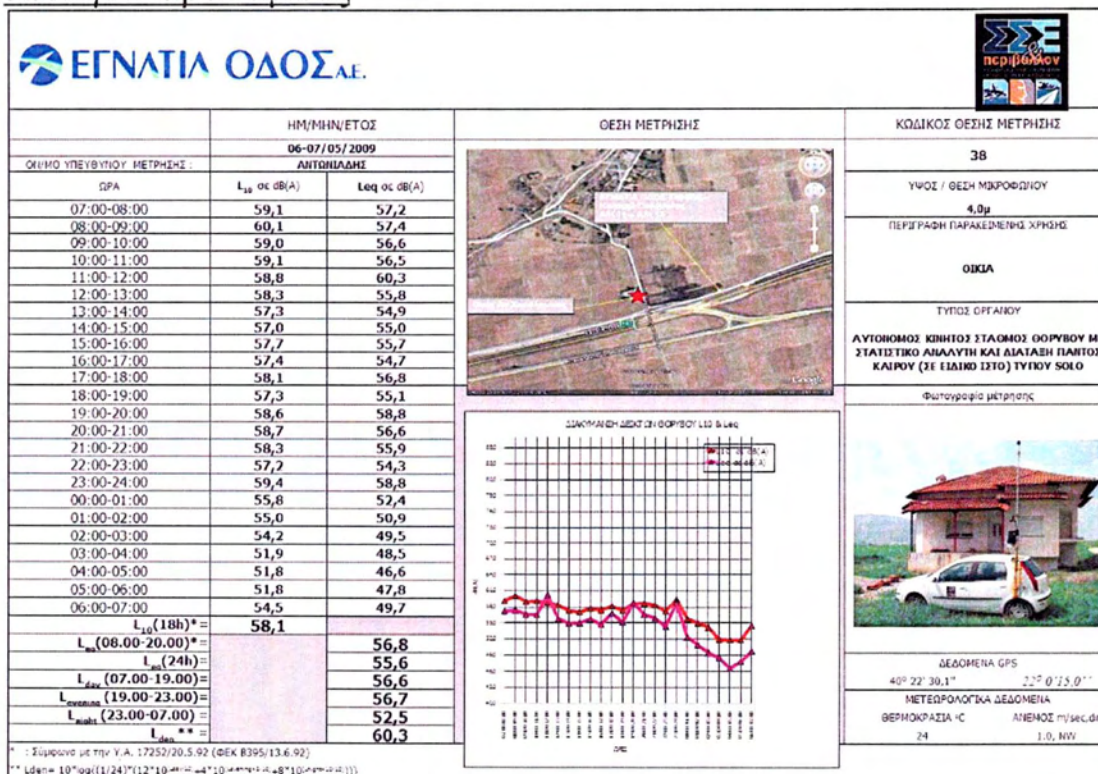 ΕΓΝΑΤΙΑ ΟΔΟΣ Α.Ε.
ΣΣ&Ε
περιβάλλον
ΗΜ/ΜΗΝ/ΕΤΟΣ
ΘΕΣΗ ΜΕΤΡΗΣΗΣ
ΚΩΔΙΚΟΣ ΘΕΣΗΣ ΜΕΤΡΗΣΗΣ
06-07/05/2009
38
ΟΝ/ΜΟ ΥΠΕΥΘΥΝΟΥ ΜΕΤΡΗΣΗΣ : ΑΝΤΩΝΙΑΔΗΣ
ΩΡΑ L10 σε dB(A) Leq σε dB(A)
07:00-08:00 59,1 57,2
08:00-09:00 60,1 57,4
09:00-10:00 59,0 56,6
10:00-11:00 59,1 56,5
11:00-12:00 58,8 60,3
12:00-13:00 58,3 55,8
13:00-14:00 57,3 54,9
14:00-15:00 57,0 55,0
15:00-16:00 57,7 55,7
16:00-17:00 57,4 54,7
17:00-18:00 58,1 56,8
18:00-19:00 57,3 55,1
19:00-20:00 58,6 58,8
20:00-21:00 58,7 56,6
21:00-22:00 58,3 55,9
22:00-23:00 57,2 54,3
23:00-24:00 59,4 58,8
00:00-01:00 55,8 52,4
01:00-02:00 55,0 50,9
02:00-03:00 54,2 49,5
03:00-04:00 51,9 48,5
04:00-05:00 51,8 46,6
05:00-06:00 51,8 47,8
06:00-07:00 54,5 49,7
L10(18h)* = 58,1
Leq(08.00-20.00)* = 56,8
Leq(24h)= 55,6
Lday (07.00-19.00)= 56,6
Levening (19.00-23.00)= 56,7
Lnight (23.00-07.00) = 52,5
Lden ** = 60,3
* : Σύμφωνα με την Υ.Α. 17252/20.5.92 (ΦΕΚ Β395/13.6.92)
ΔΙΑΚΥΜΑΝΣΗ ΔΕΙΚΤΩΝ ΘΟΡΥΒΟΥ L10 & Leq
L10 σε dB(A)
Leq σε dB(A)
ΥΨΟΣ / ΘΕΣΗ ΜΙΚΡΟΦΩΝΟΥ
4,0μ
ΠΕΡΙΓΡΑΦΗ ΠΑΡΑΚΕΙΜΕΝΗΣ ΧΡΗΣΗΣ
ΟΙΚΙΑ
ΤΥΠΟΣ ΟΡΓΑΝΟΥ
ΑΥΤΟΝΟΜΟΣ ΚΙΝΗΤΟΣ ΣΤΑΘΜΟΣ ΘΟΡΥΒΟΥ Μ
ΣΤΑΤΙΣΤΙΚΟ ΑΝΑΛΥΤΗ ΚΑΙ ΔΙΑΤΑΞΗ ΠΑΝΤΟΣ
ΚΑΙΡΟΥ (ΣΕ ΕΙΔΙΚΟ ΙΣΤΟ) ΤΥΠΟΥ SOLO
Φωτογραφία μέτρησης
ΔΕΔΟΜΕΝΑ GPS
40° 22' 30,1" 22° 0'15,0"
ΜΕΤΕΩΡΟΛΟΓΙΚΑ ΔΕΔΟΜΕΝΑ
ΘΕΡΜΟΚΡΑΣΙΑ °C ΑΝΕΜΟΣ m/sec,
24 1.0, NW